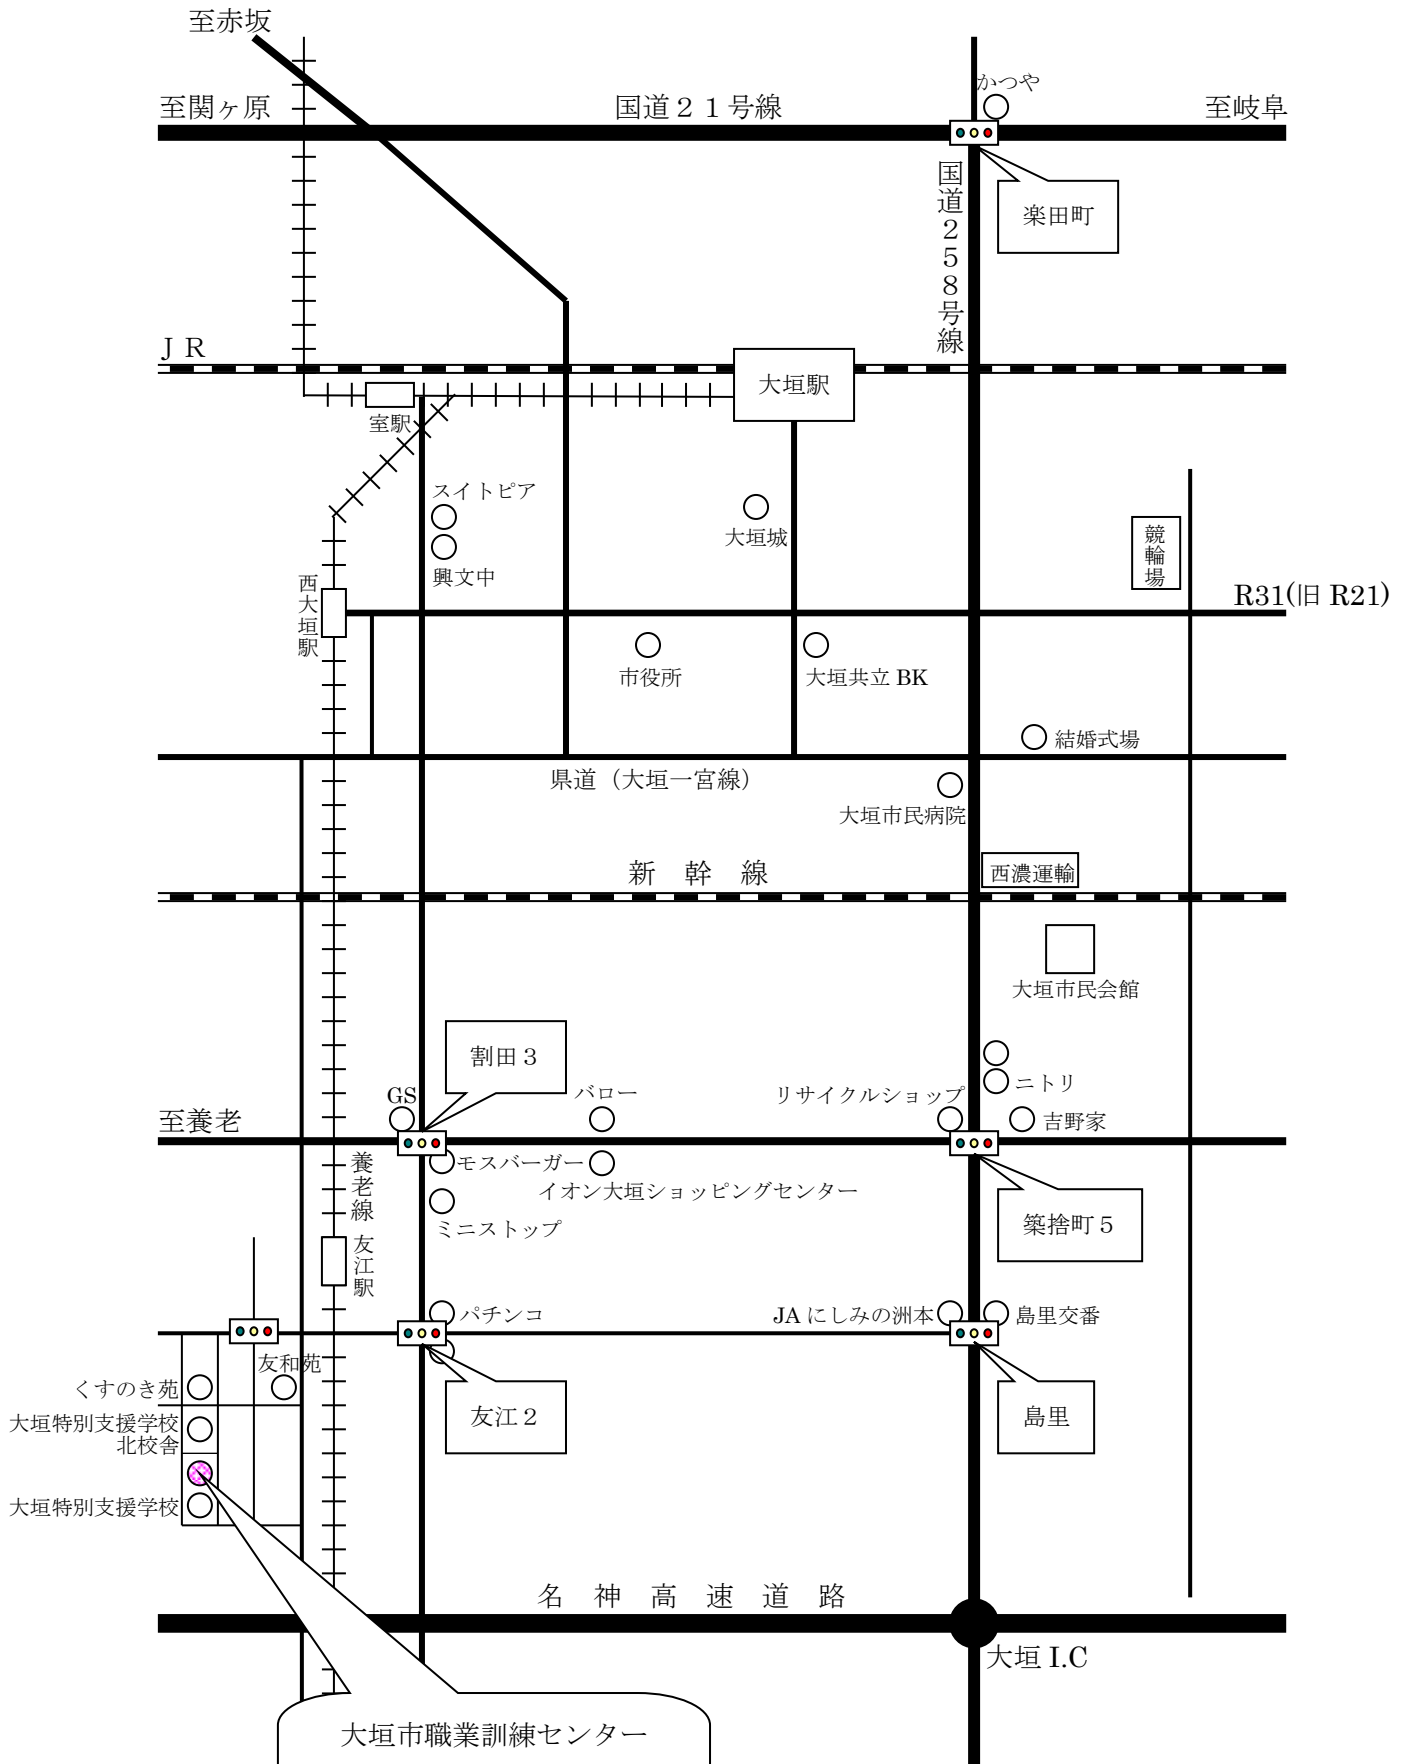 至赤坂
かつや
至関ヶ原
国道２１号線
至岐阜
国道２５８号線
楽田町
ＪＲ
大垣駅
室駅
スイトピア
大垣城
競輪場
興文中
西大垣駅
R31(旧 R21)
市役所
大垣共立 BK
結婚式場
県道（大垣一宮線）
大垣市民病院
新幹線
西濃運輸
大垣市民会館
割田３
GS
バロー
リサイクルショップ
ニトリ
至養老
吉野家
養老線
モスバーガー
イオン大垣ショッピングセンター
ミニストップ
築捨町５
友江駅
パチンコ
JA にしみの洲本
島里交番
友和苑
くすのき苑
友江２
島里
大垣特別支援学校
北校舎
大垣特別支援学校
名神高速道路
大垣 I.C
大垣市職業訓練センター